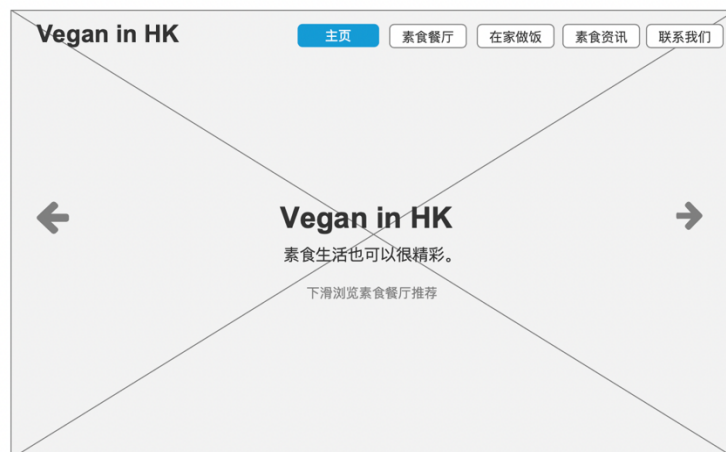 Vegan in HK
主页
素食餐厅
在家做饭
素食资讯
联系我们
Vegan in HK
素食生活也可以很精彩。
下滑浏览素食餐厅推荐